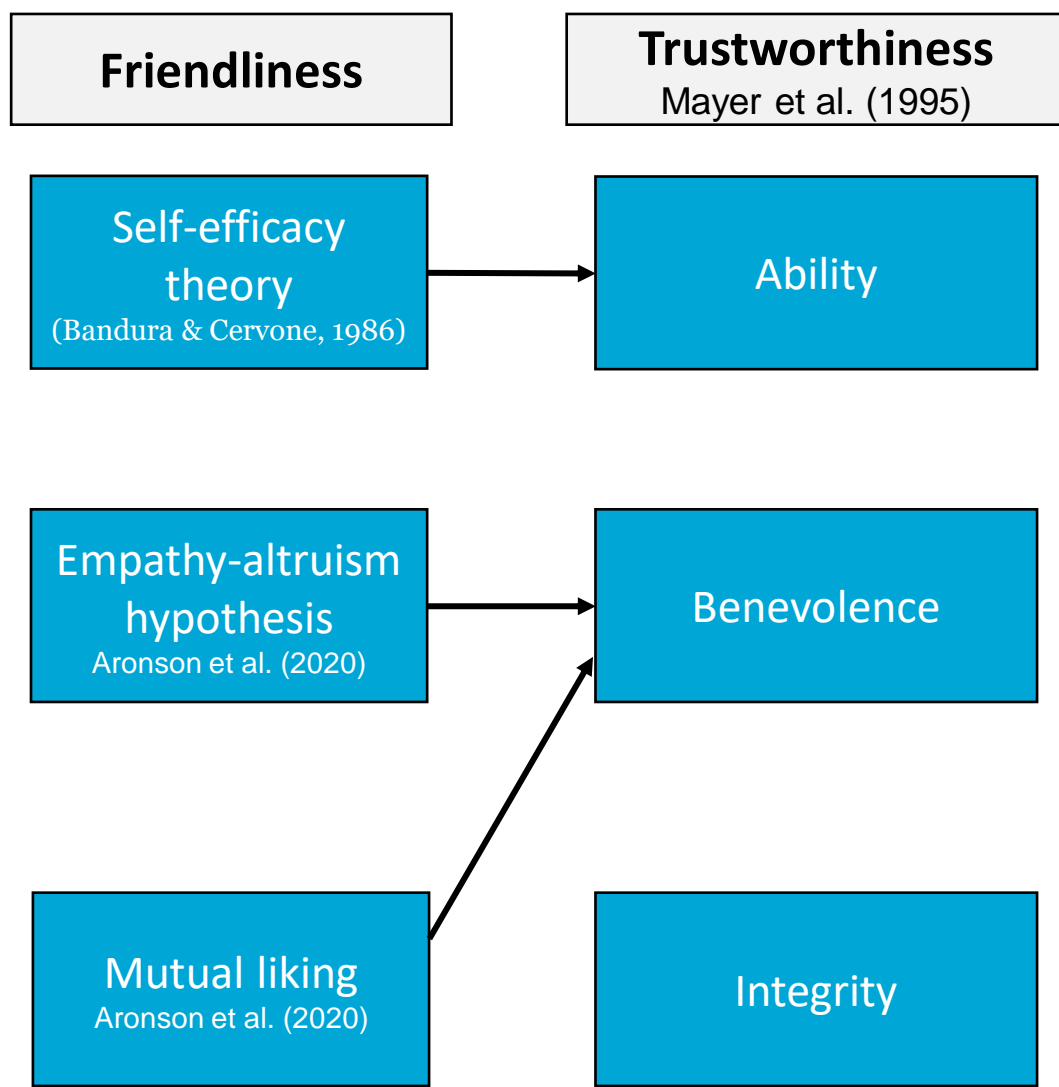 Friendliness
Trustworthiness
Mayer et al. (1995)
Self-efficacy
theory
(Bandura & Cervone, 1986)
Ability
Empathy-altruism
hypothesis
Aronson et al. (2020)
Benevolence
Mutual liking
Aronson et al. (2020)
Integrity